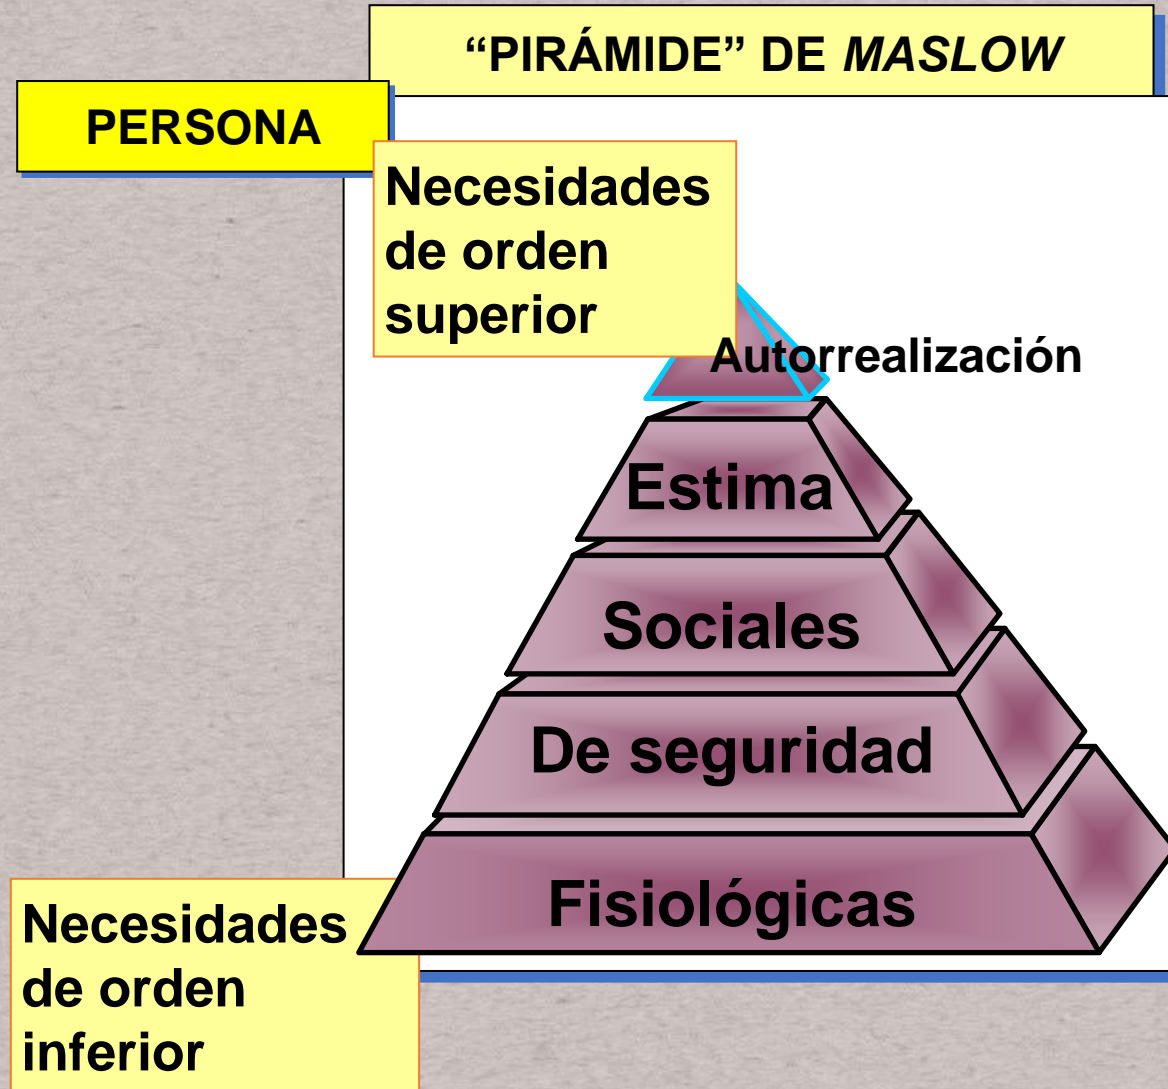 “PIRÁMIDE” DE MASLOW
PERSONA
Necesidades
de orden
superior
Autorrealización
Estima
Sociales
De seguridad
Fisiológicas
Necesidades
de orden
inferior